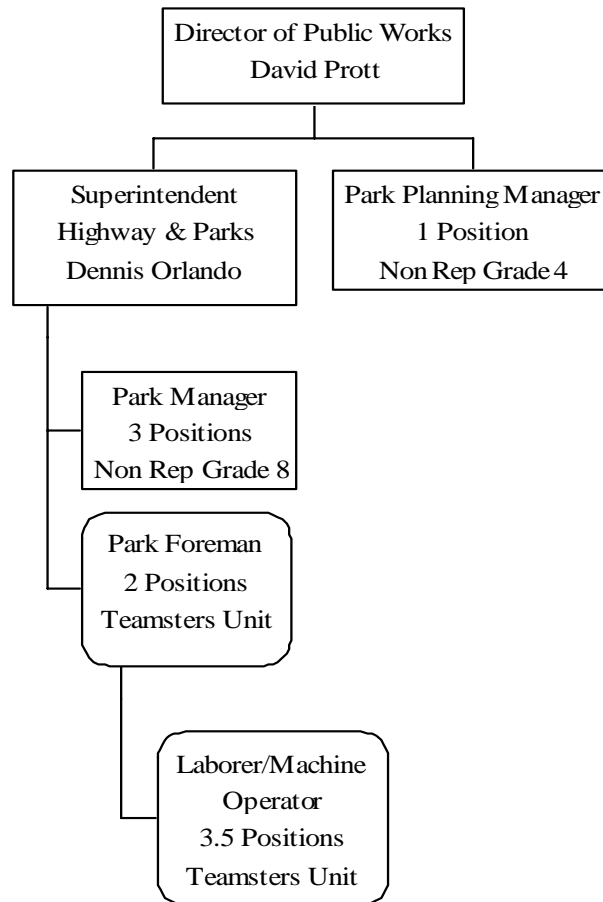 Director of Public Works
David Prott
Superintendent
Highway & Parks
Dennis Orlando
Park Planning Manager
1 Position
Non Rep Grade 4
Park Manager
3 Positions
Non Rep Grade 8
Park Foreman
2 Positions
Teamsters Unit
Laborer/Machine
Operator
3.5 Positions
Teamsters Unit